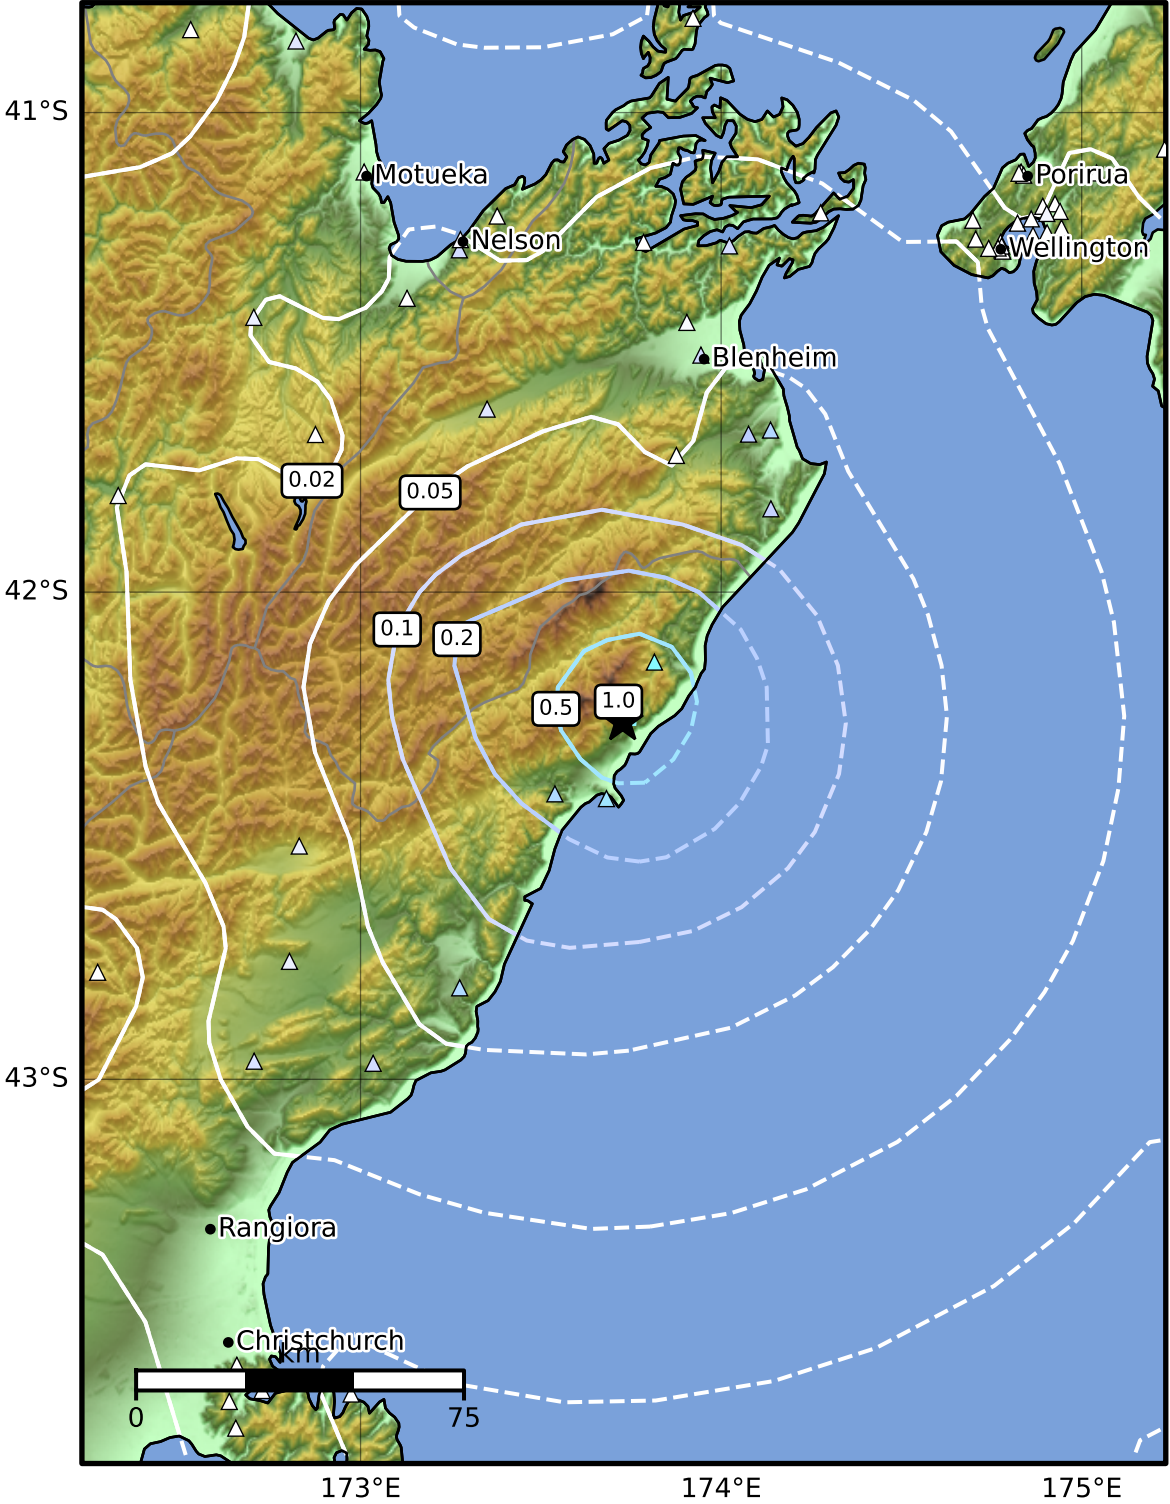 41°S
Motueka
Porirua
Nelson
Wellington
Blenheim
0.02
0.05
42°S
0.1
0.2
0.5
1.0
43°S
Rangiora
Christchurch
km
0
75
173°E
174°E
175°E